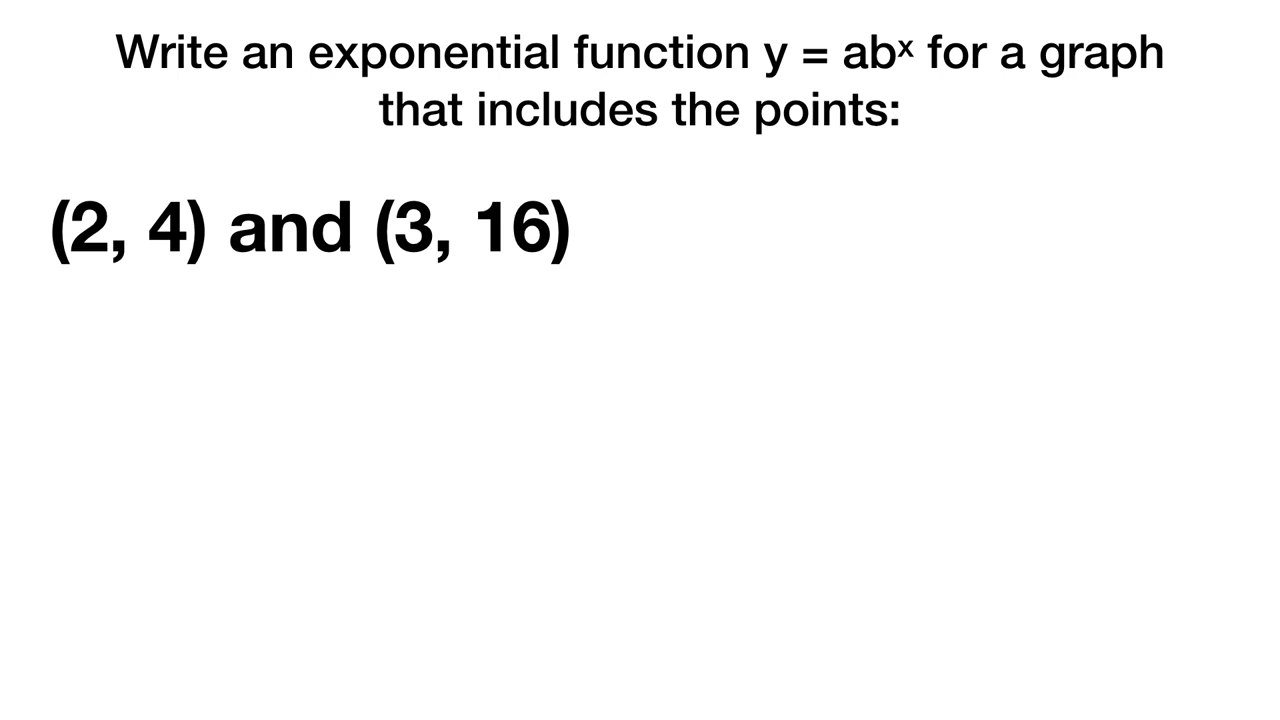 Write an exponential function y = abˣ for a graph
that includes the points:
(2, 4) and (3, 16)